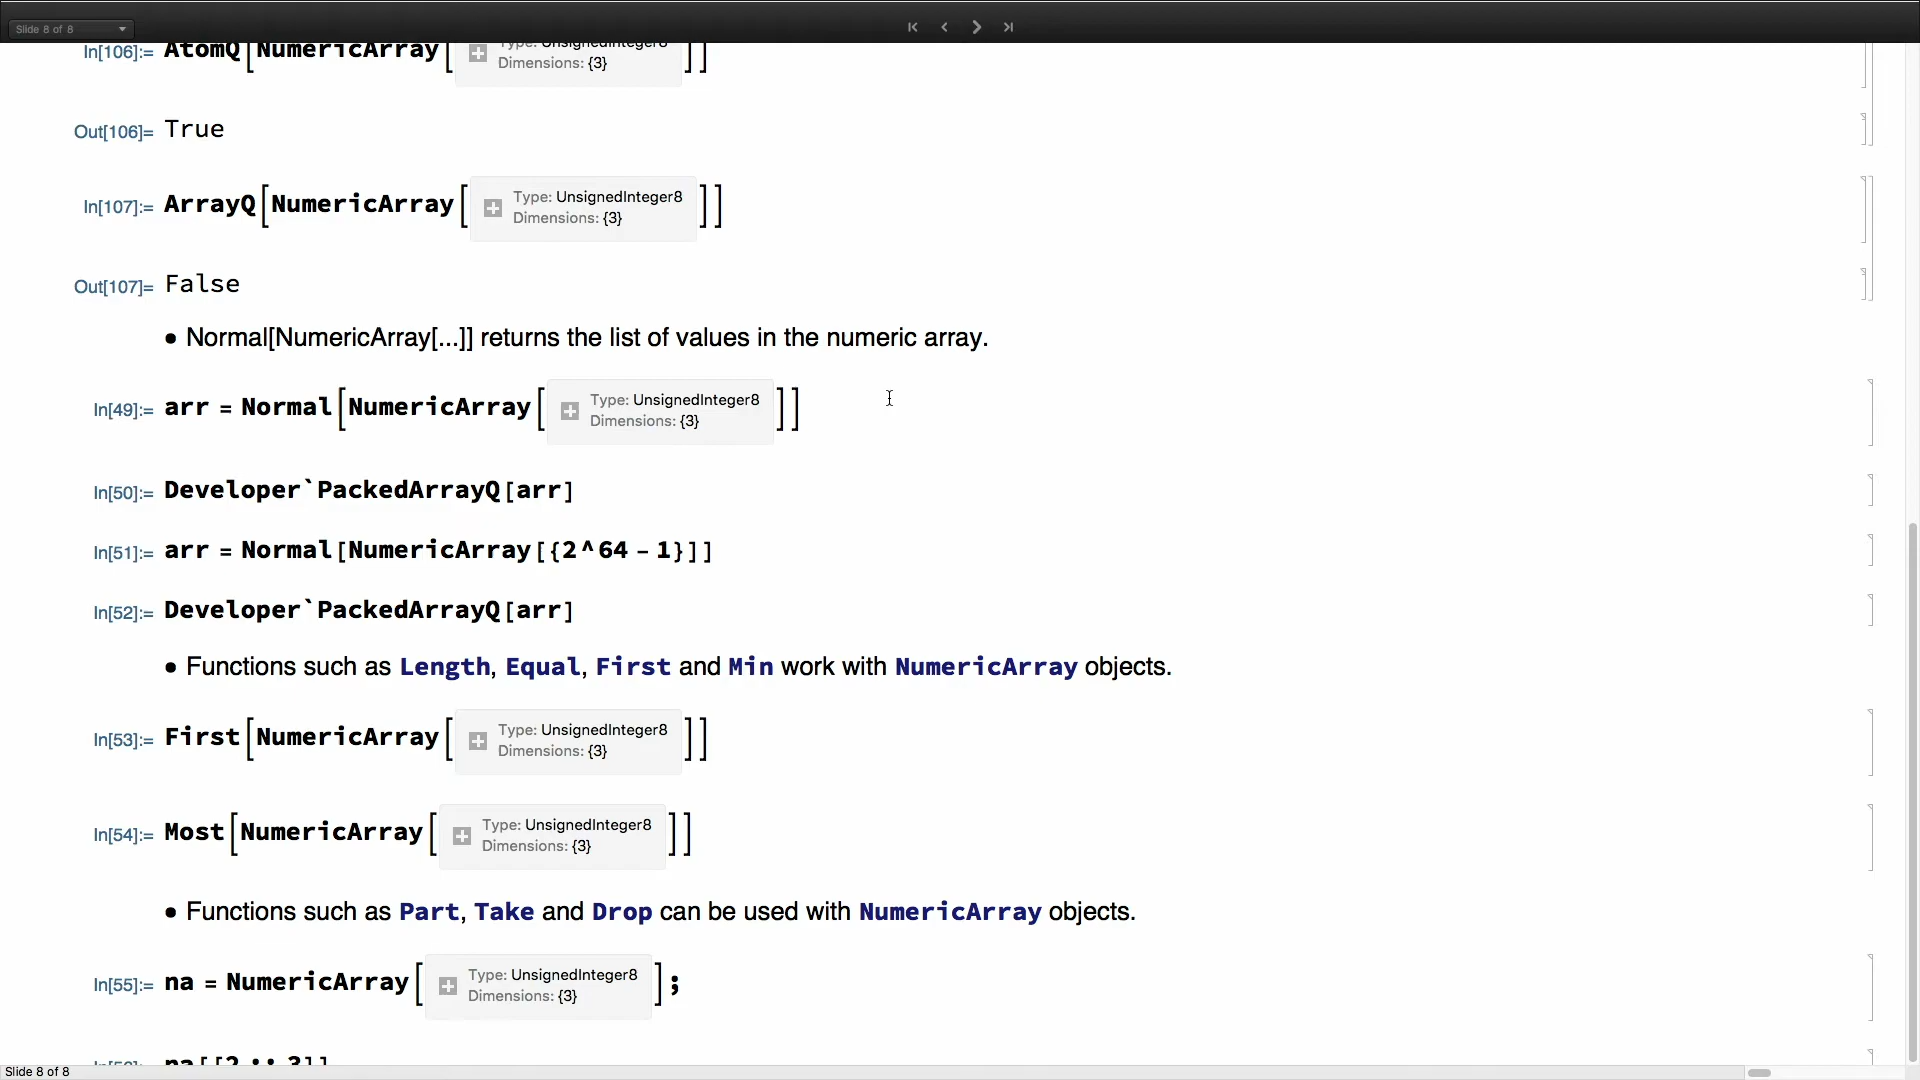 Slide 8 of 8
In[106]:= AtomQ[NumericArray[ Type: UnsignedInteger8
Dimensions: {3} ]]
Out[106]= True
In[107]:= ArrayQ[NumericArray[ Type: UnsignedInteger8
Dimensions: {3} ]]
Out[107]= False
• Normal[NumericArray[...]] returns the list of values in the numeric array.
In[49]:= arr = Normal[NumericArray[ Type: UnsignedInteger8
Dimensions: {3} ]]
In[50]:= Developer`PackedArrayQ[arr]
In[51]:= arr = Normal[NumericArray[{2^64 - 1}]]
In[52]:= Developer`PackedArrayQ[arr]
• Functions such as Length, Equal, First and Min work with NumericArray objects.
In[53]:= First[NumericArray[ Type: UnsignedInteger8
Dimensions: {3} ]]
In[54]:= Most[NumericArray[ Type: UnsignedInteger8
Dimensions: {3} ]]
• Functions such as Part, Take and Drop can be used with NumericArray objects.
In[55]:= na = NumericArray[ Type: UnsignedInteger8
Dimensions: {3} ];
na[[2 ;; 3]]
Slide 8 of 8